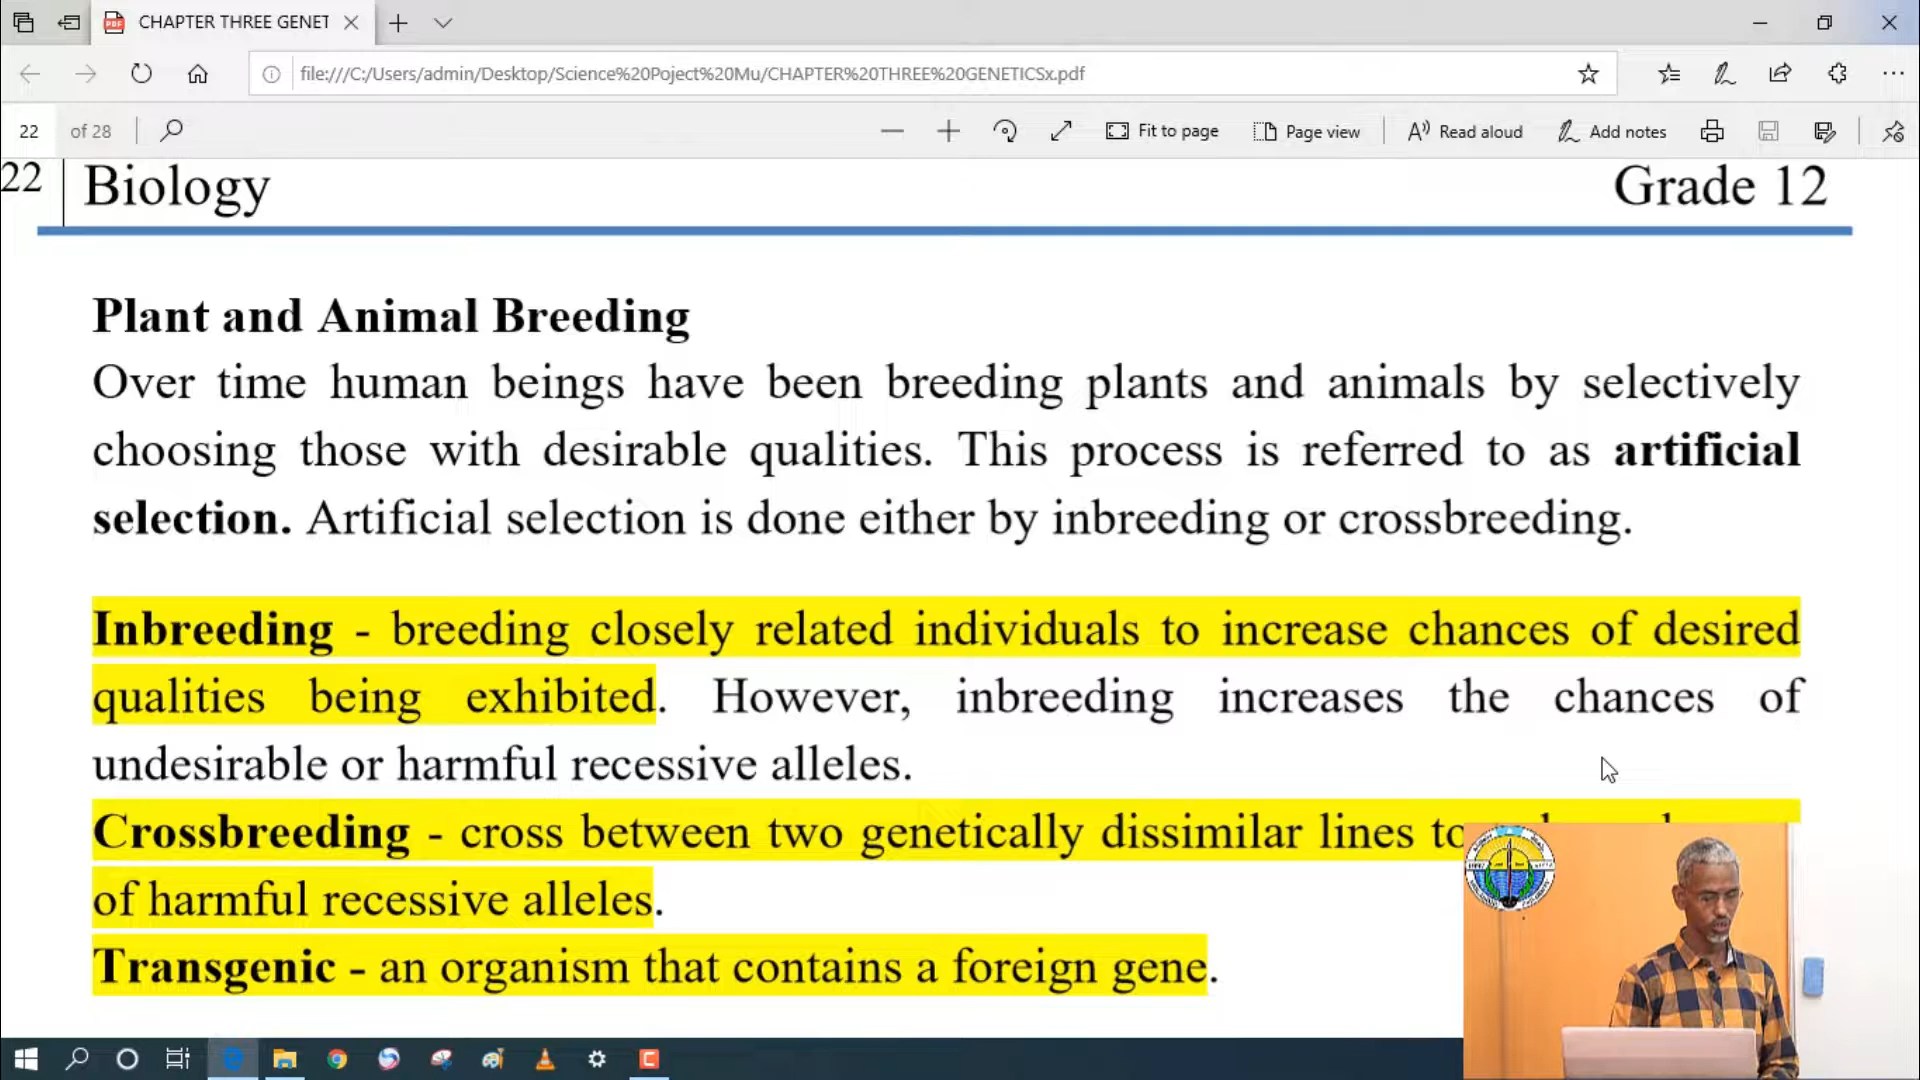 CHAPTER THREE GENET
file:///C:/Users/admin/Desktop/Science%20Poject%20Mu/CHAPTER%20THREE%20GENETICSx.pdf
22 of 28 Fit to page Page view Read aloud Add notes
22 Biology Grade 12
Plant and Animal Breeding
Over time human beings have been breeding plants and animals by selectively
choosing those with desirable qualities. This process is referred to as artificial
selection. Artificial selection is done either by inbreeding or crossbreeding.
Inbreeding - breeding closely related individuals to increase chances of desired
qualities being exhibited. However, inbreeding increases the chances of
undesirable or harmful recessive alleles.
Crossbreeding - cross between two genetically dissimilar lines to
of harmful recessive alleles.
Transgenic - an organism that contains a foreign gene.